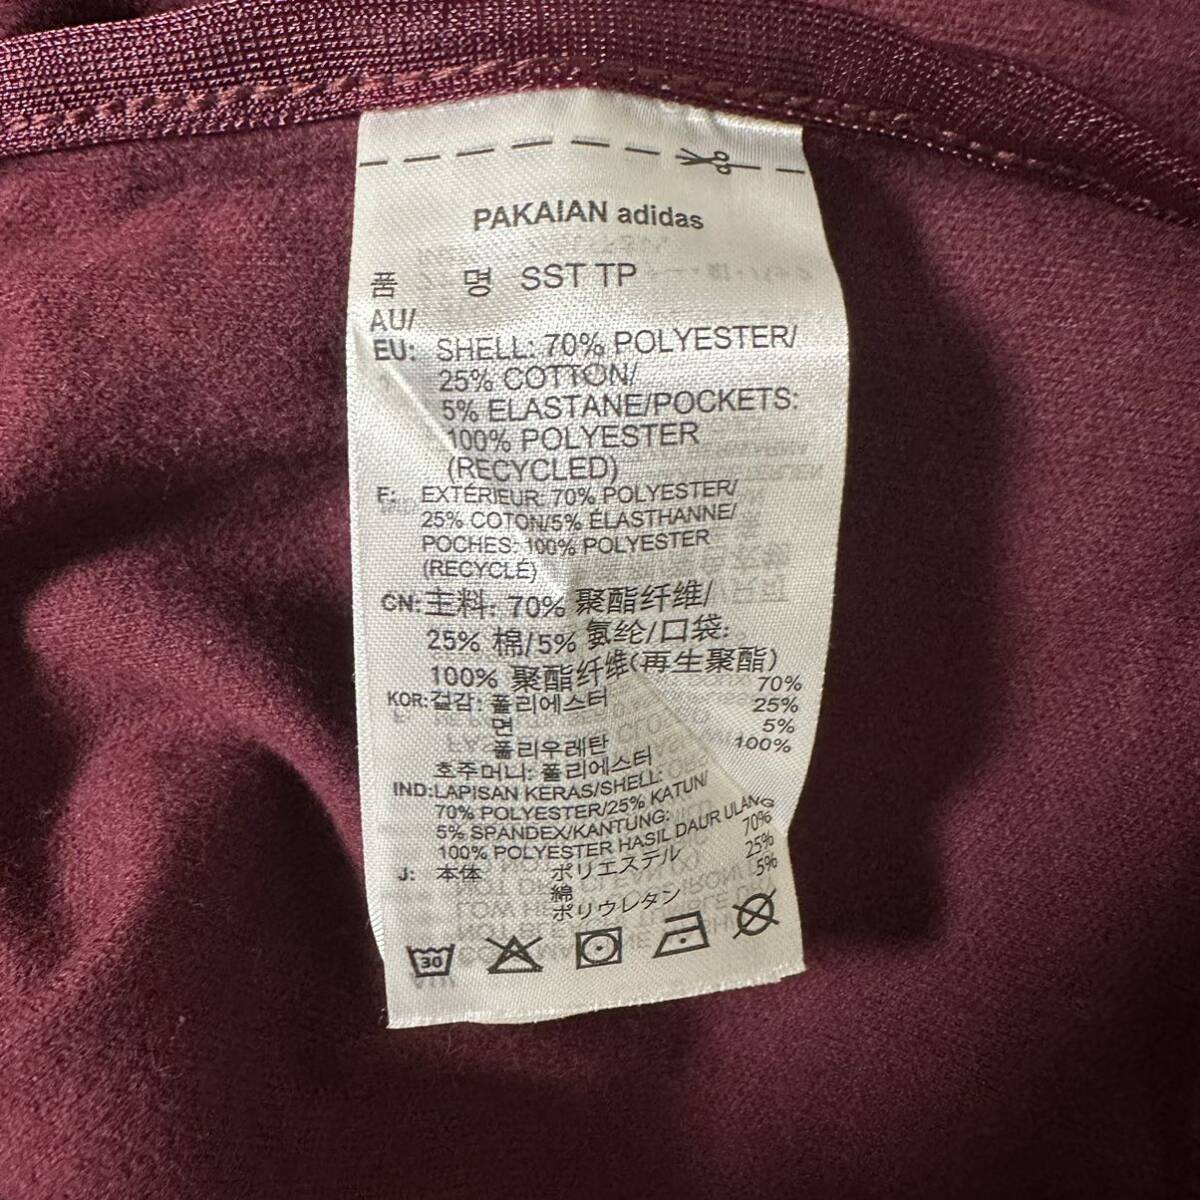 PAKAIAN adidas
품 명 SST TP
AU/
EU: SHELL: 70% POLYESTER/
25% COTTON/
5% ELASTANE/POCKETS:
100% POLYESTER
(RECYCLED)
F: EXTÉRIEUR: 70% POLYESTER/
25% COTON/5% ÉLASTHANNE/
POCHES: 100% POLYESTER
(RECYCLÉ)
CN: 主料: 70% 聚酯纤维/
25% 棉/5% 氨纶/口袋:
100% 聚酯纤维(再生聚酯)
KOR: 겉감: 폴리에스터 70%
면 25%
폴리우레탄 5%
호주머니: 폴리에스터 100%
IND: LAPISAN KERAS/SHELL:
70% POLYESTER/25% KATUN/
5% SPANDEX/KANTUNG:
100% POLYESTER HASIL DAUR ULANG
J: 本体 ポリエステル 70%
綿 25%
ポリウレタン 5%
30